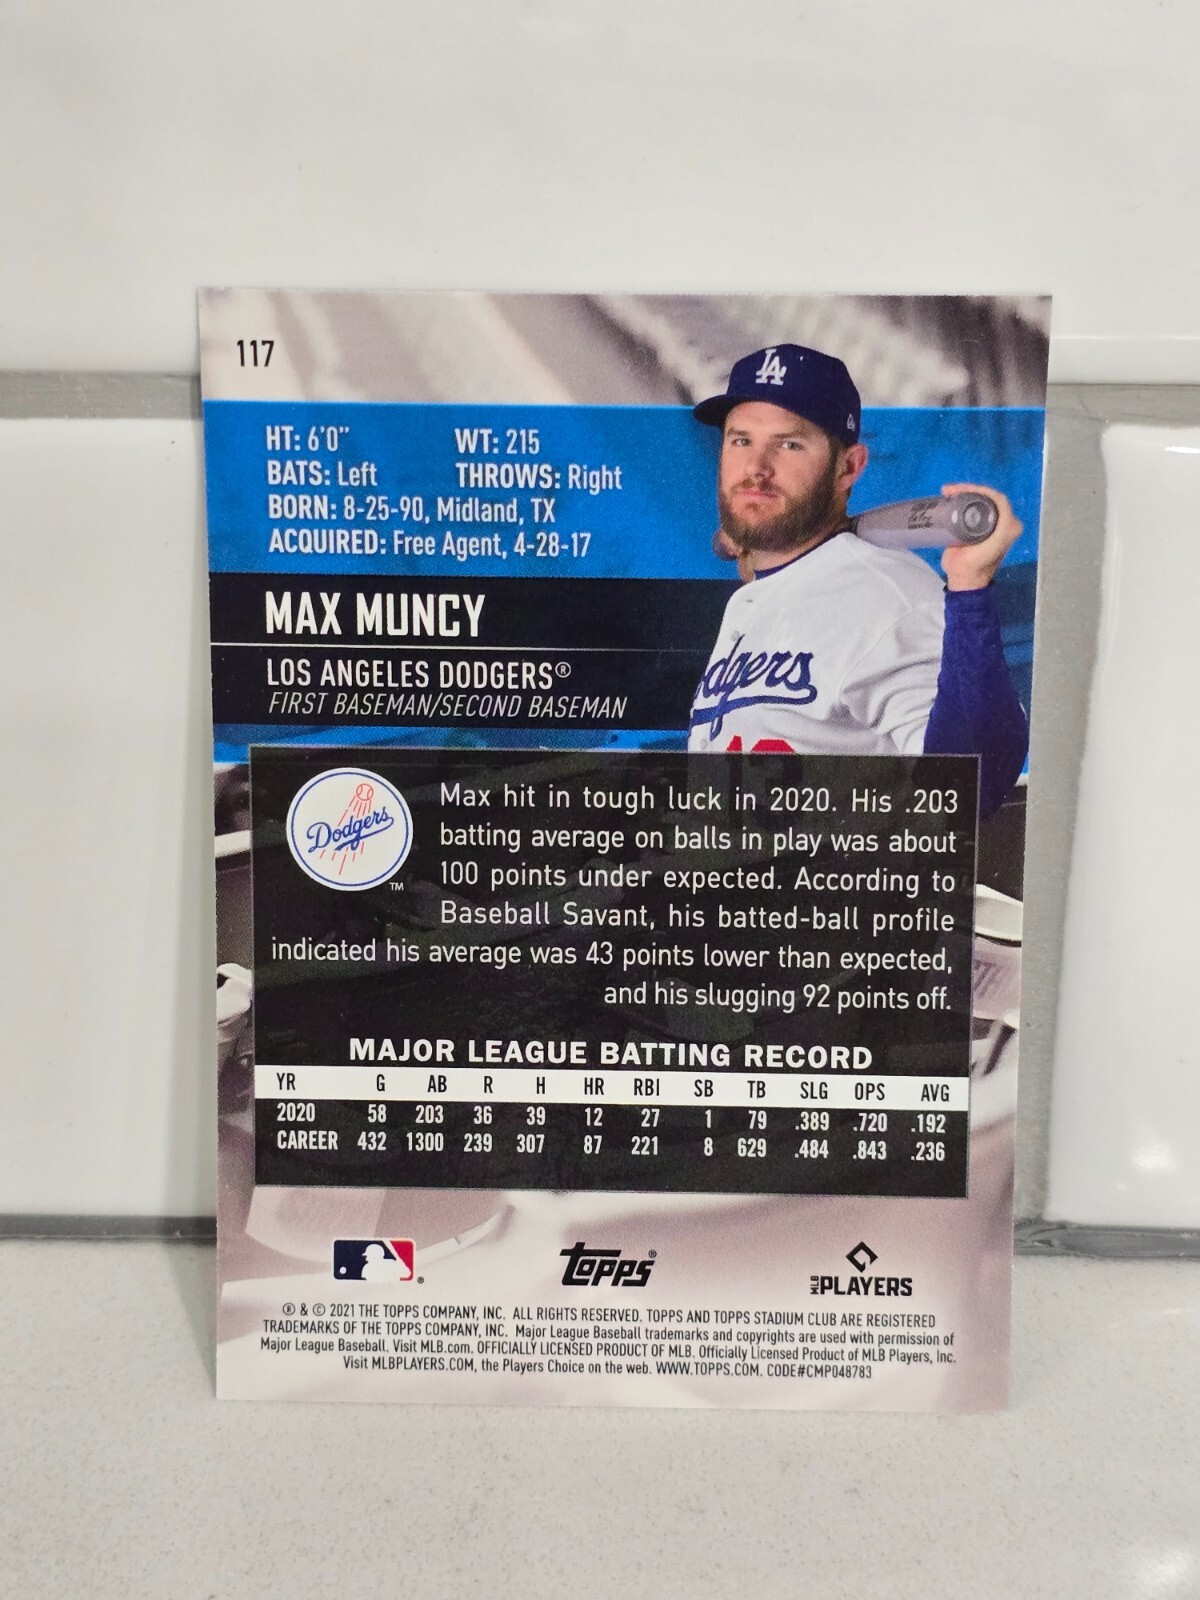 117
LA
HT: 6'0" WT: 215
BATS: Left THROWS: Right
BORN: 8-25-90, Midland, TX
ACQUIRED: Free Agent, 4-28-17
MAX MUNCY
LOS ANGELES DODGERS®
FIRST BASEMAN/SECOND BASEMAN
odgers
13
Dodgers
TM
Max hit in tough luck in 2020. His .203
batting average on balls in play was about
100 points under expected. According to
Baseball Savant, his batted-ball profile
indicated his average was 43 points lower than expected,
and his slugging 92 points off.
MAJOR LEAGUE BATTING RECORD
YR G AB R H HR RBI SB TB SLG OPS AVG
2020 58 203 36 39 12 27 1 79 .389 .720 .192
CAREER 432 1300 239 307 87 221 8 629 .484 .843 .236
® topps® MLB PLAYERS
® & © 2021 THE TOPPS COMPANY, INC. ALL RIGHTS RESERVED. TOPPS AND TOPPS STADIUM CLUB ARE REGISTERED
TRADEMARKS OF THE TOPPS COMPANY, INC. Major League Baseball trademarks and copyrights are used with permission of
Major League Baseball. Visit MLB.com. OFFICIALLY LICENSED PRODUCT OF MLB. Officially Licensed Product of MLB Players, Inc.
Visit MLBPLAYERS.COM, the Players Choice on the web. WWW.TOPPS.COM. CODE#CMP048783